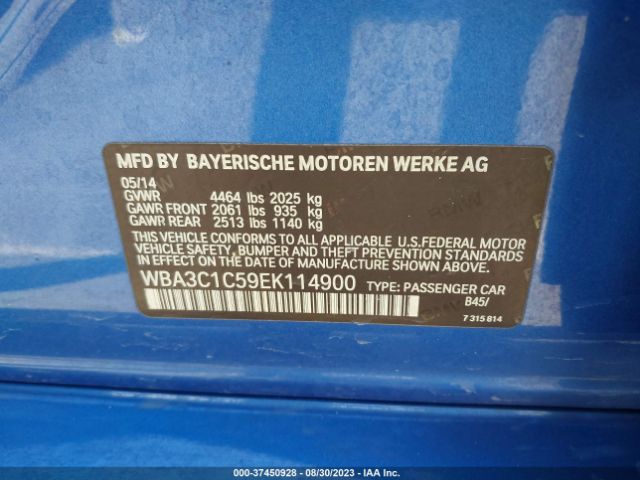 MFD BY BAYERISCHE MOTOREN WERKE AG
05/14
GVWR 4464 lbs 2025 kg
GAWR FRONT 2061 lbs 935 kg
GAWR REAR 2513 lbs 1140 kg
THIS VEHICLE CONFORMS TO ALL APPLICABLE U.S.FEDERAL MOTOR
VEHICLE SAFETY, BUMPER AND THEFT PREVENTION STANDARDS
IN EFFECT ON THE DATE OF MANUFACTURE SHOWN ABOVE.
WBA3C1C59EK114900 TYPE: PASSENGER CAR
B45/
7 315 814
000-37450928 - 08/30/2023 - IAA Inc.